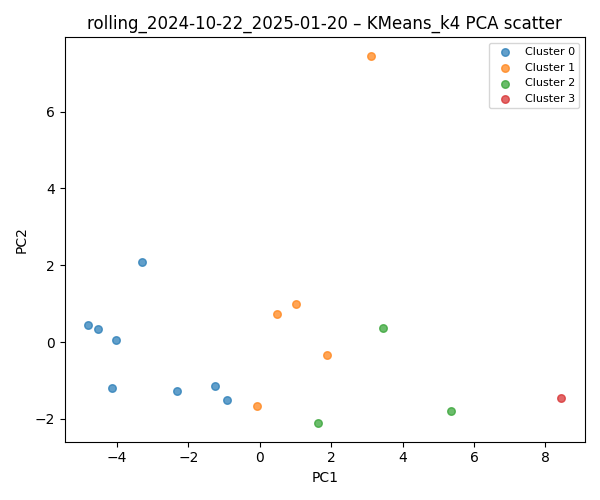 rolling_2024-10-22_2025-01-20 – KMeans_k4 PCA scatter
Cluster 0
Cluster 1
Cluster 2
Cluster 3
6
4
2
0
−2
PC2
−4 −2 0 2 4 6 8
PC1